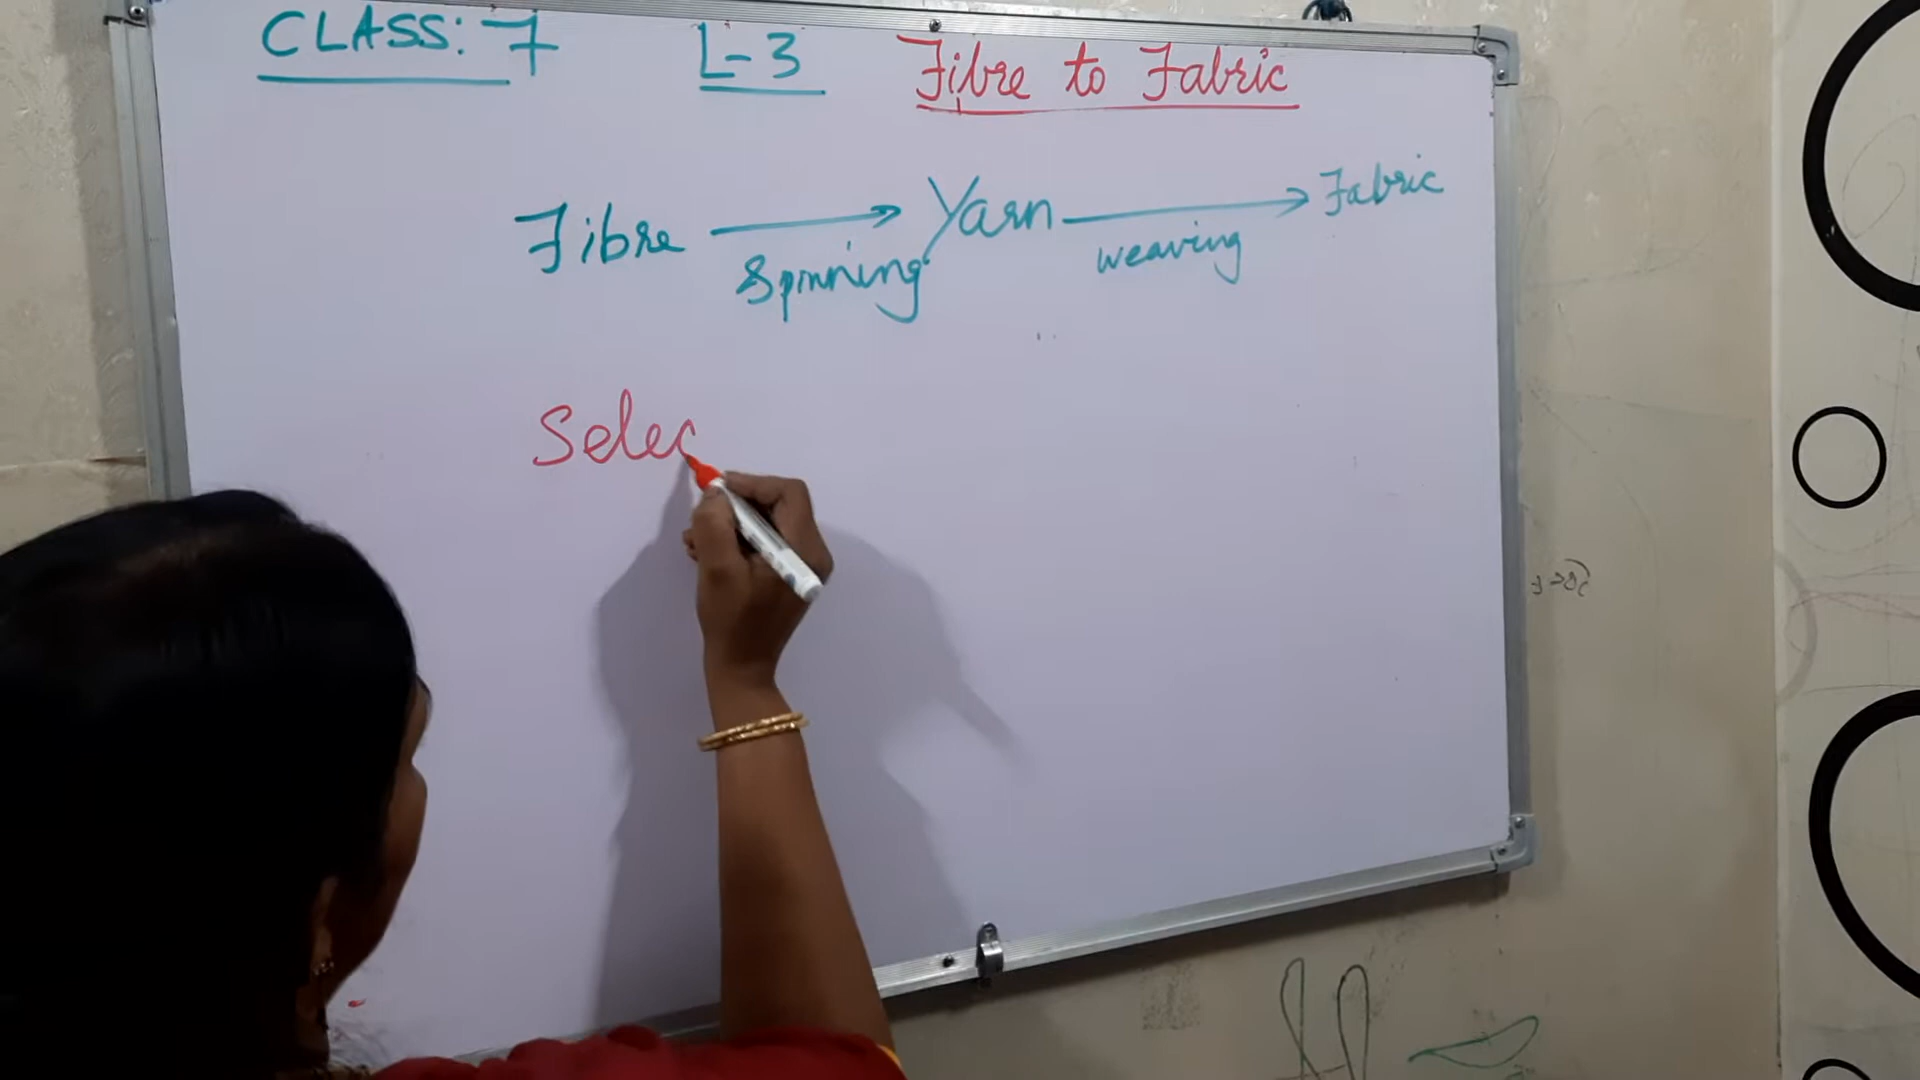 CLASS: 7 L-3 Fibre to Fabric
Fibre → Yarn → Fabric
Spinning weaving
Selec